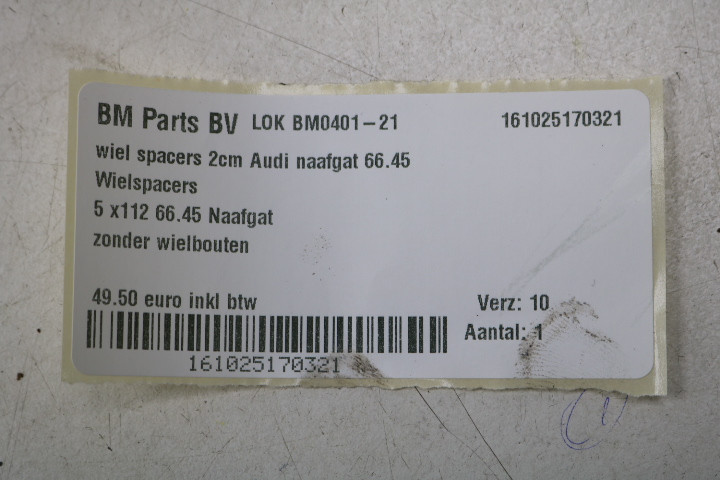 BM Parts BV LOK BM0401-21 161025170321
wiel spacers 2cm Audi naafgat 66.45
Wielspacers
5 x112 66.45 Naafgat
zonder wielbouten
49.50 euro inkl btw Verz: 10
Aantal: 1
161025170321
(1)